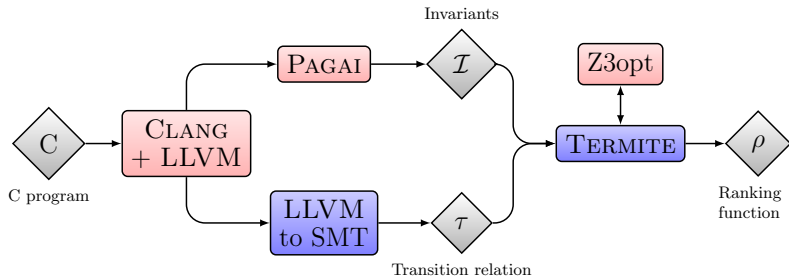 Invariants
PAGAI
ℐ
Z3opt
C
CLANG
+ LLVM
TERMITE
ρ
C program
LLVM
to SMT
τ
Ranking
function
Transition relation